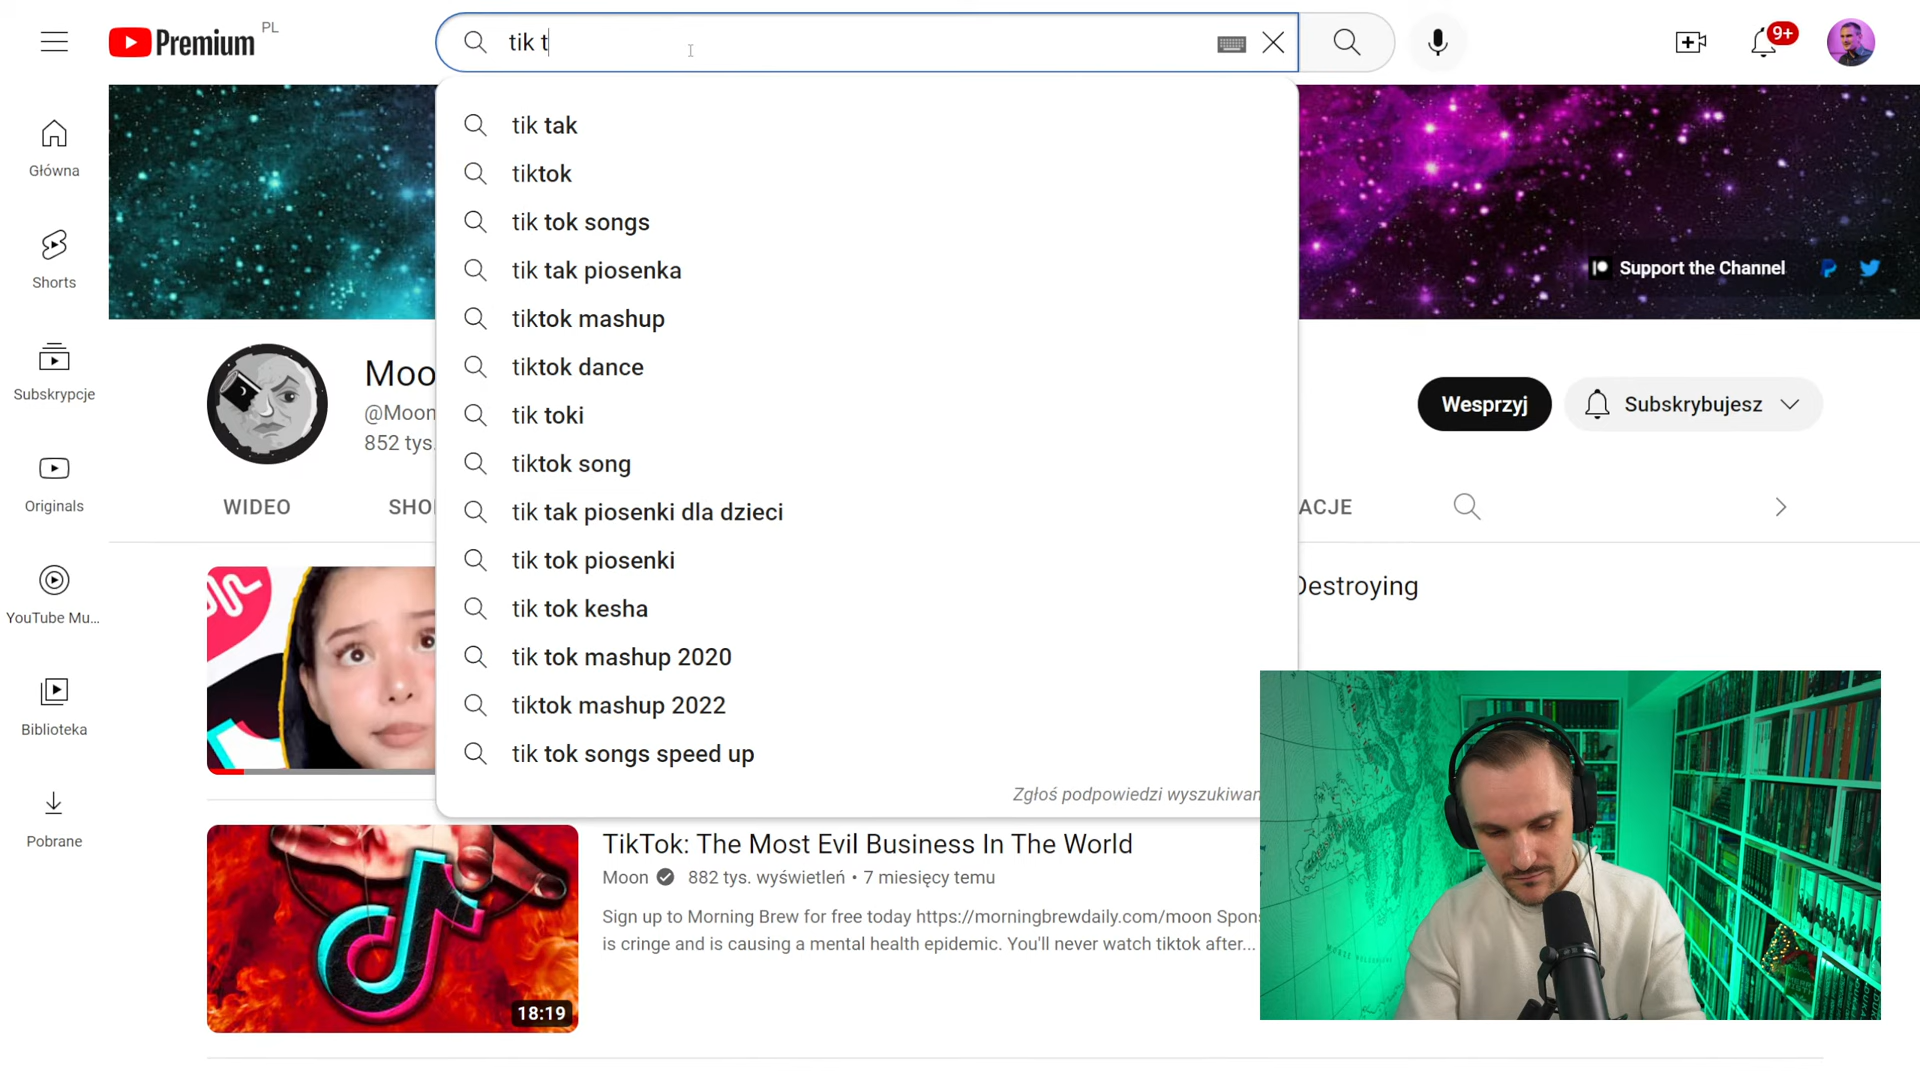 Premium PL
tik t
9+
tik tak
tiktok
tik tok songs
tik tak piosenka
tiktok mashup
tiktok dance
tik toki
tiktok song
tik tak piosenki dla dzieci
tik tok piosenki
tik tok kesha
tik tok mashup 2020
tiktok mashup 2022
tik tok songs speed up
Zgłoś podpowiedzi wyszukiwan
Główna
Shorts
Subskrypcje
Originals
YouTube Mu...
Biblioteka
Pobrane
Support the Channel
Moo
@Moon
852 tys.
Wesprzyj
Subskrybujesz
WIDEO
SHO
ACJE
Destroying
TikTok: The Most Evil Business In The World
Moon 882 tys. wyświetleń • 7 miesięcy temu
Sign up to Morning Brew for free today https://morningbrewdaily.com/moon Spons
is cringe and is causing a mental health epidemic. You'll never watch tiktok after...
18:19